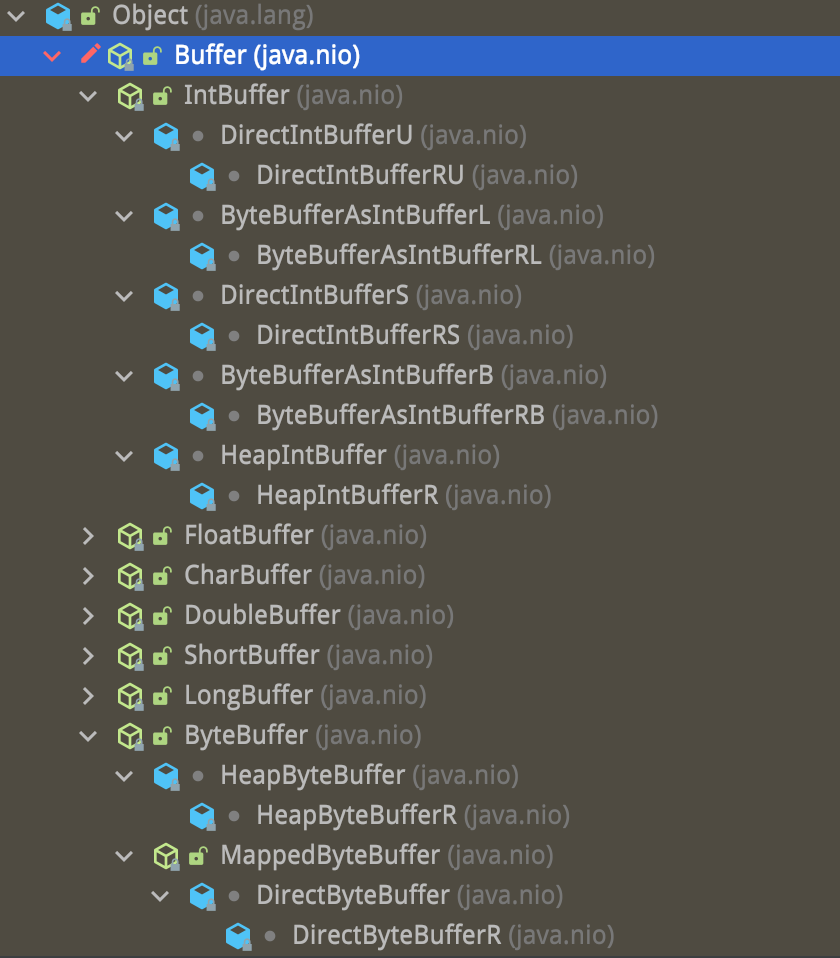 Object (java.lang)
Buffer (java.nio)
IntBuffer (java.nio)
DirectIntBufferU (java.nio)
DirectIntBufferRU (java.nio)
ByteBufferAsIntBufferL (java.nio)
ByteBufferAsIntBufferRL (java.nio)
DirectIntBufferS (java.nio)
DirectIntBufferRS (java.nio)
ByteBufferAsIntBufferB (java.nio)
ByteBufferAsIntBufferRB (java.nio)
HeapIntBuffer (java.nio)
HeapIntBufferR (java.nio)
FloatBuffer (java.nio)
CharBuffer (java.nio)
DoubleBuffer (java.nio)
ShortBuffer (java.nio)
LongBuffer (java.nio)
ByteBuffer (java.nio)
HeapByteBuffer (java.nio)
HeapByteBufferR (java.nio)
MappedByteBuffer (java.nio)
DirectByteBuffer (java.nio)
DirectByteBufferR (java.nio)